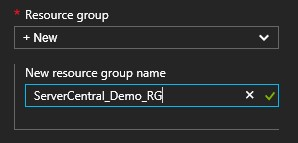 * Resource group
+ New
New resource group name
ServerCentral_Demo_RG